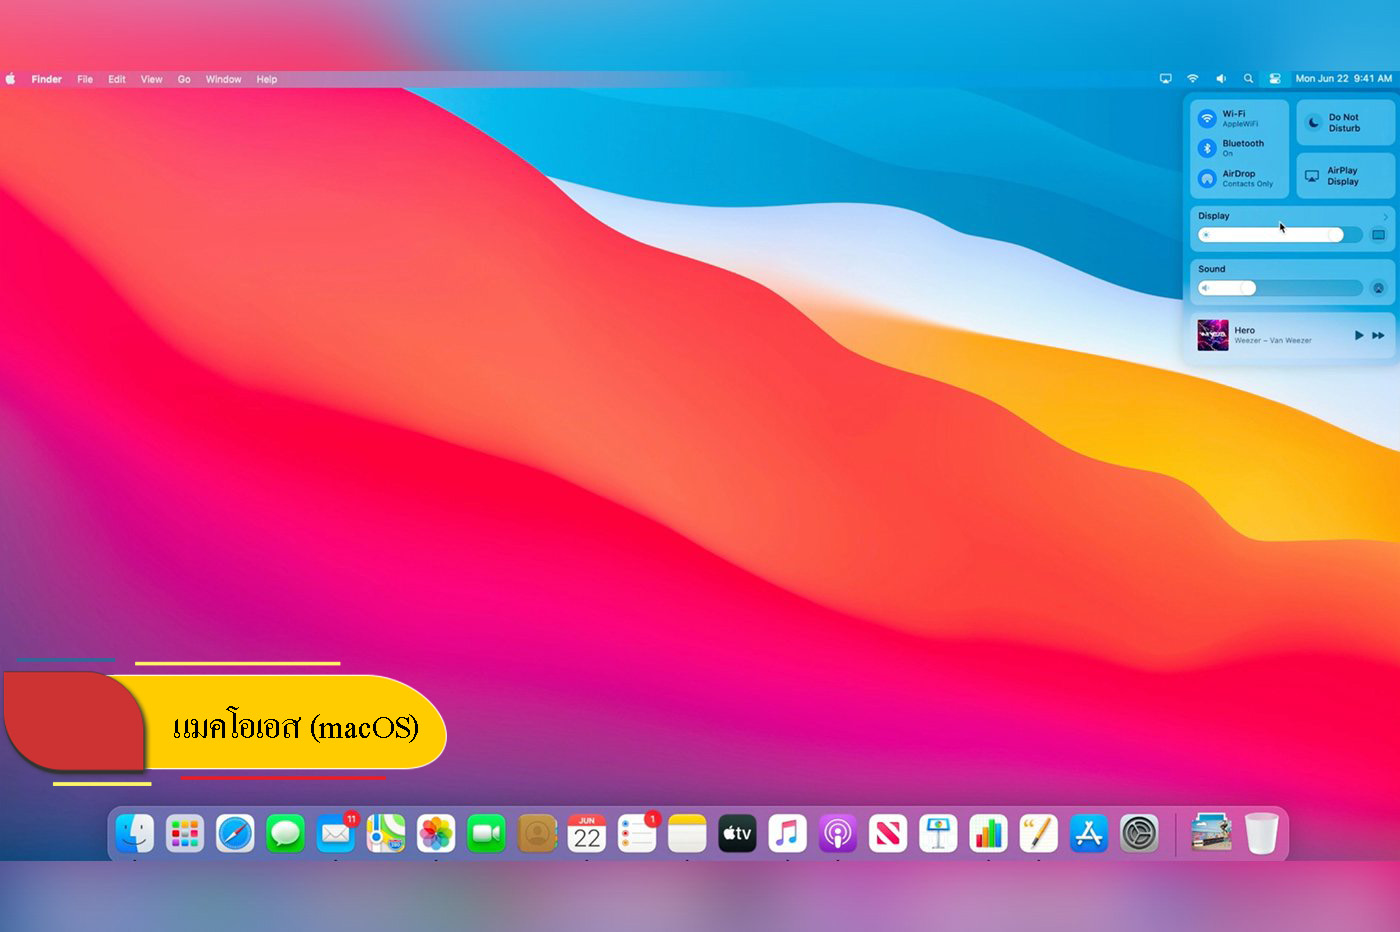 Finder File Edit View Go Window Help
Mon Jun 22 9:41 AM
Wi-Fi
AppleWiFi
Bluetooth
On
AirDrop
Contacts Only
Do Not
Disturb
AirPlay
Display
Display
Sound
Hero
Weezer – Van Weezer
แมคโอเอส (macOS)
11
JUN
22
1
tv